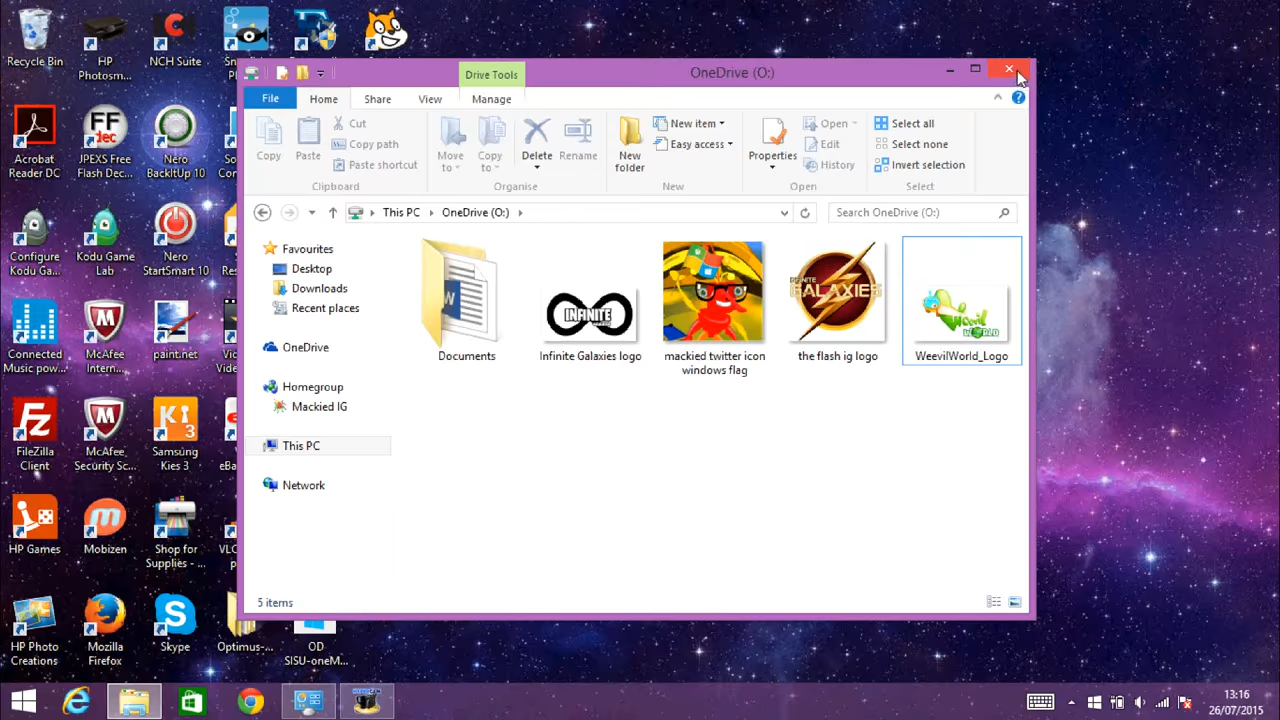 Recycle Bin
HP
Photosm...
NCH Suite
OneDrive (O:)
Drive Tools
File
Home
Share
View
Manage
Copy
Paste
Cut
Copy path
Paste shortcut
Clipboard
Move
to
Copy
to
Delete
Rename
Organise
New
folder
New item
Easy access
New
Properties
Open
Edit
History
Open
Select all
Select none
Invert selection
Select
This PC
OneDrive (O:)
Search OneDrive (O:)
Favourites
Desktop
Downloads
Recent places
OneDrive
Homegroup
Mackied IG
This PC
Network
Documents
INFINITE
Infinite Galaxies logo
mackied twitter icon
windows flag
INFINITE
GALAXIES
the flash ig logo
Weevil
WORLD
WeevilWorld_Logo
5 items
Acrobat
Reader DC
FF
dec
JPEXS Free
Flash Dec...
Nero
BackItUp 10
Configure
Kodu Ga...
Kodu Game
Lab
Nero
StartSmart 10
Connected
Music pow...
McAfee
Intern...
paint.net
FileZilla
Client
McAfee
Security Sc...
Ki
3
Samsung
Kies 3
HP Games
Mobizen
Shop for
Supplies - ...
HP Photo
Creations
Mozilla
Firefox
Skype
Optimus-...
OD
SISU-oneM...
13:16
26/07/2015